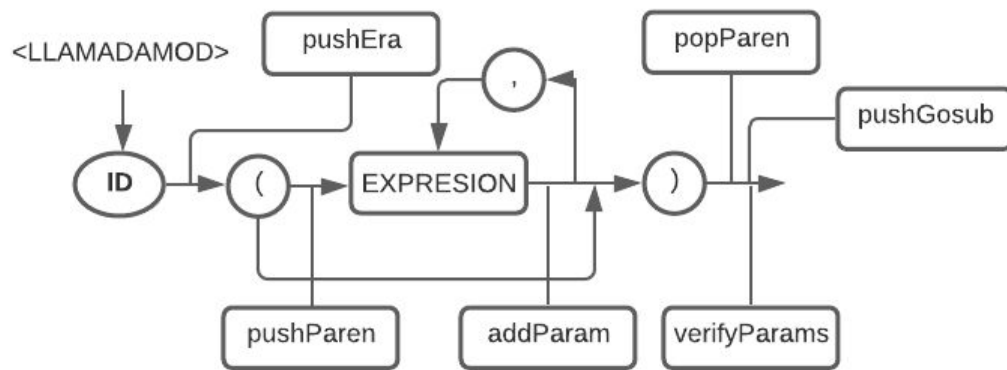 <LLAMADAMOD>
pushEra
popParen
pushGosub
ID
(
EXPRESION
,
)
pushParen
addParam
verifyParams